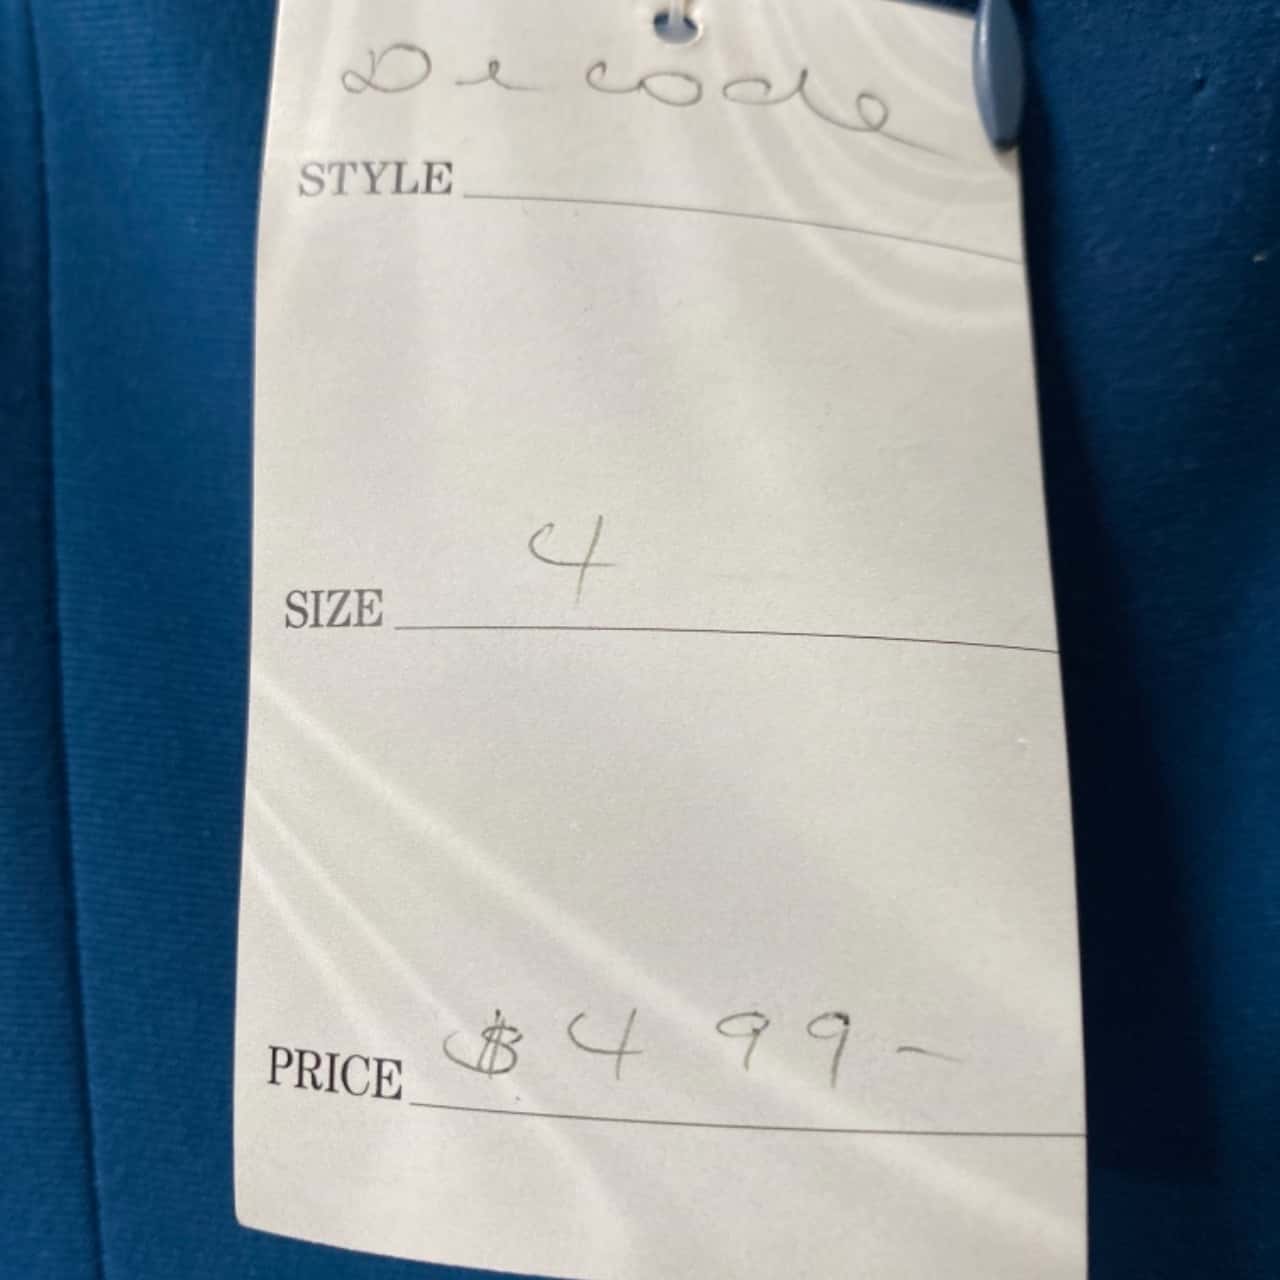 Decode
STYLE
SIZE 4
PRICE $499-